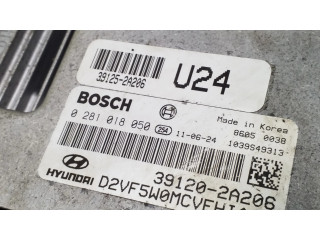 39125-2A206
U24
BOSCH
Made in Korea
8605 003B
0 281 018 050 254 11-06-24 1039S49313
39120-2A206
HYUNDAI